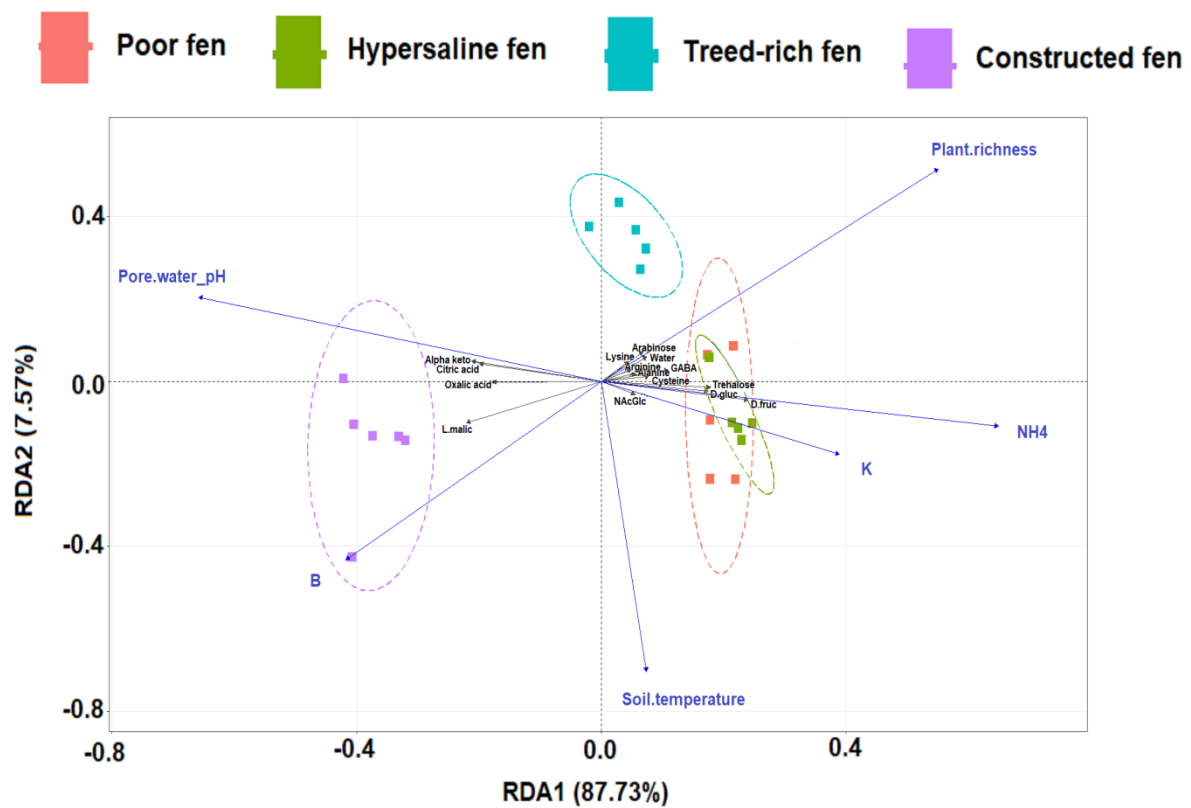 Poor fen
Hypersaline fen
Treed-rich fen
Constructed fen
Plant.richness
0.4
Pore.water_pH
Arabinose
Lysine
Water
Alpha keto
Arginine
GABA
Citric acid
Alanine
Cysteine
0.0
Oxalic acid
Trehalose
D.gluc
NAcGlc
D.fruc
L.malic
NH4
K
RDA2 (7.57%)
-0.4
B
Soil.temperature
-0.8
-0.8
-0.4
0.0
0.4
RDA1 (87.73%)